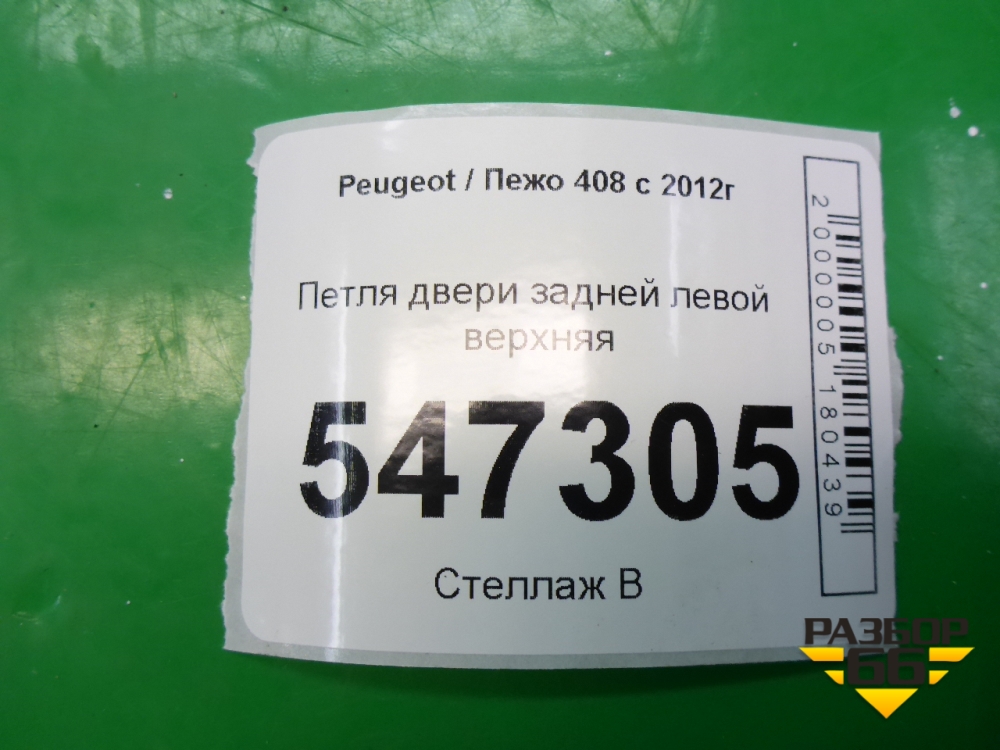 Peugeot / Пежо 408 с 2012г
Петля двери задней левой
верхняя
547305
Стеллаж В
2000005180439
РАЗБОР
66